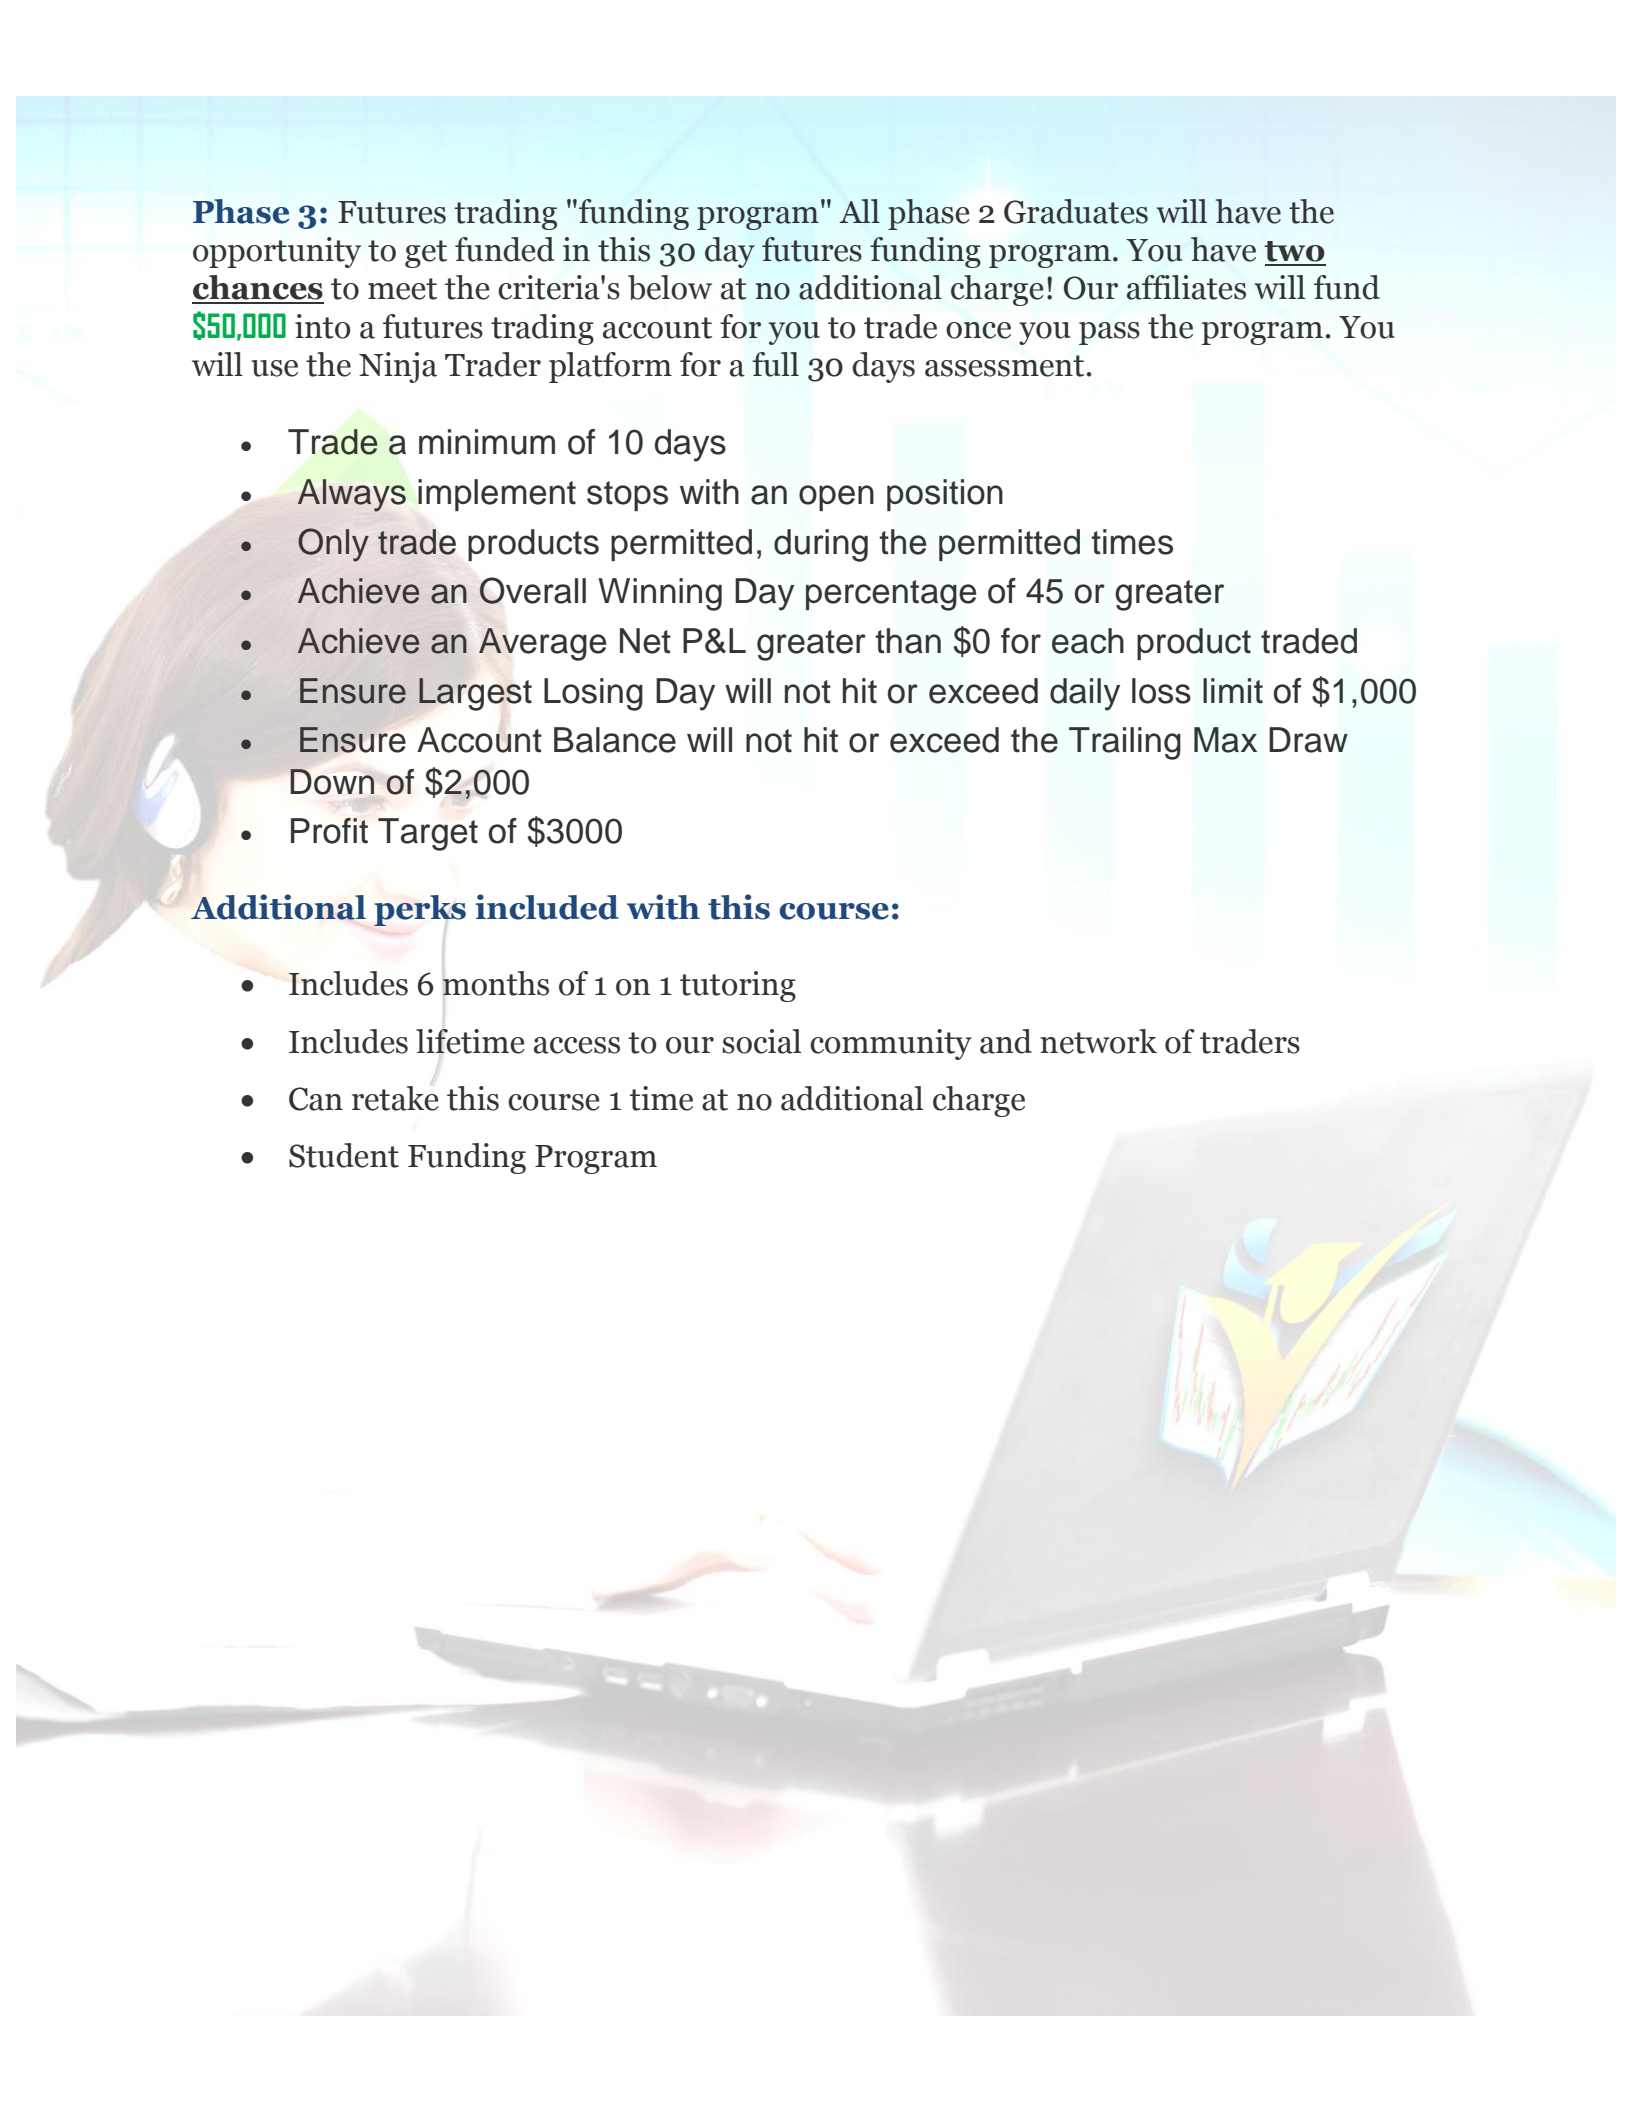 Phase 3: Futures trading "funding program" All phase 2 Graduates will have the
opportunity to get funded in this 30 day futures funding program. You have two
chances to meet the criteria's below at no additional charge! Our affiliates will fund
$50,000 into a futures trading account for you to trade once you pass the program. You
will use the Ninja Trader platform for a full 30 days assessment.
• Trade a minimum of 10 days
• Always implement stops with an open position
• Only trade products permitted, during the permitted times
• Achieve an Overall Winning Day percentage of 45 or greater
• Achieve an Average Net P&L greater than $0 for each product traded
• Ensure Largest Losing Day will not hit or exceed daily loss limit of $1,000
• Ensure Account Balance will not hit or exceed the Trailing Max Draw
Down of $2,000
• Profit Target of $3000
Additional perks included with this course:
• Includes 6 months of 1 on 1 tutoring
• Includes lifetime access to our social community and network of traders
• Can retake this course 1 time at no additional charge
• Student Funding Program